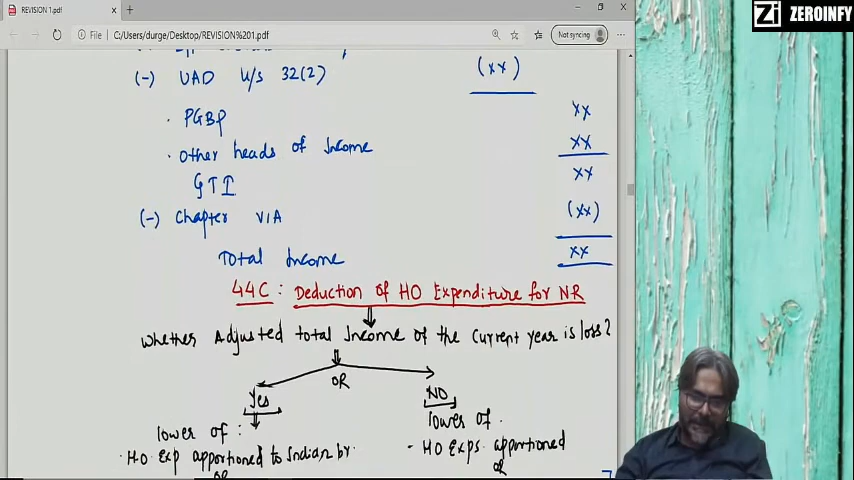 REVISION 1.pdf
File
C:/Users/durge/Desktop/REVISION%201.pdf
Not syncing
Zi ZEROINFY
(-) UAD U/s 32(2) (xx)
. PGBP xx
. Other heads of Income xx
GTI xx
(-) Chapter VIA (xx)
Total Income xx
44C: Deduction of HO Expenditure for NR
Whether Adjusted total Income of the Current year is loss?
OR
Yes NO
lower of: lower of.
. HO Exp apportioned to Indian br. - HO Exps. apportioned
or